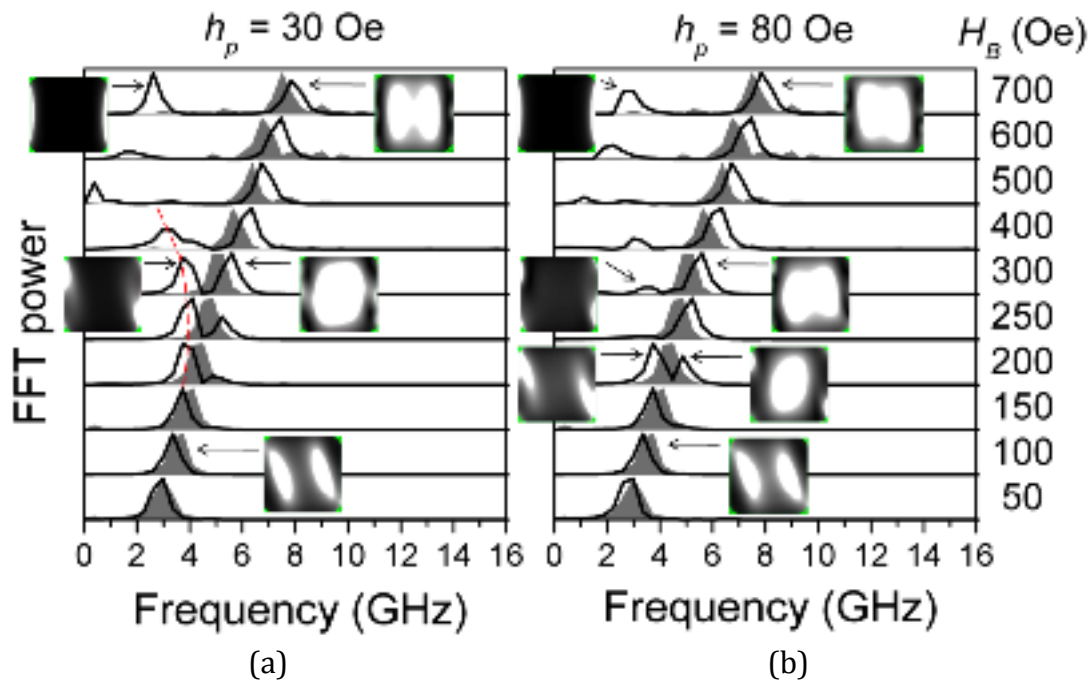 h_p = 30 Oe
h_p = 80 Oe
H_B (Oe)
700
600
500
400
300
250
200
150
100
50
FFT power
0 2 4 6 8 10 12 14 16
0 2 4 6 8 10 12 14 16
Frequency (GHz)
Frequency (GHz)
(a)
(b)